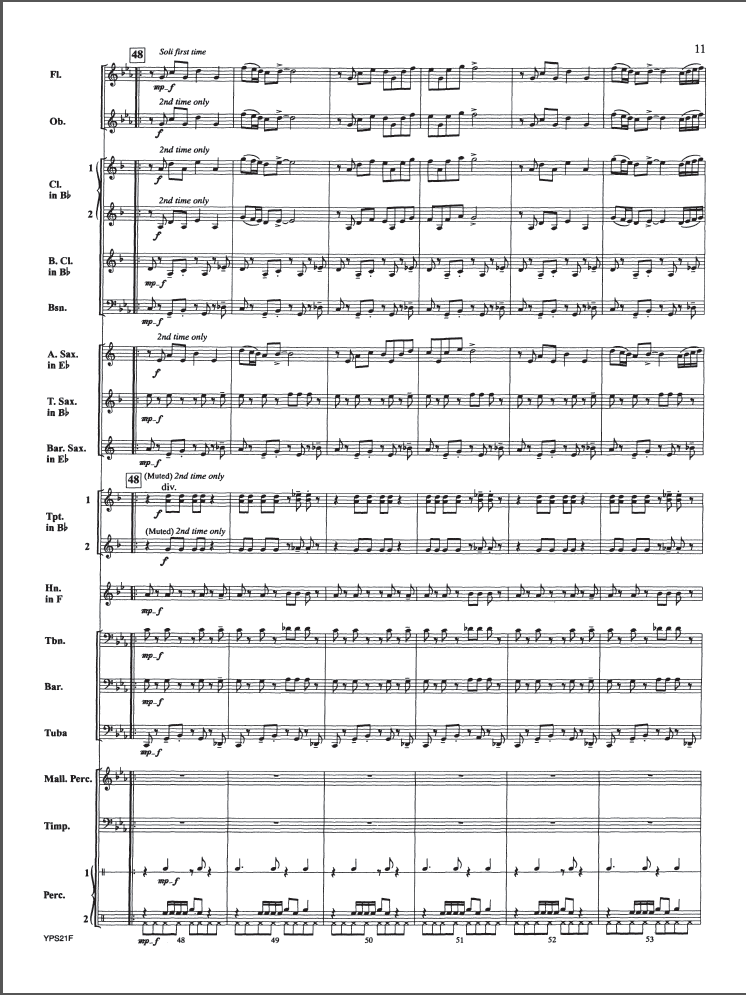 11
48 Soli first time
Fl.
mp-f
2nd time only
Ob.
f
2nd time only
1
f
Cl.
in B♭
2nd time only
2
f
B. Cl.
in B♭
mp-f
Bsn.
mp-f
2nd time only
A. Sax.
in E♭
f
T. Sax.
in B♭
mp-f
Bar. Sax.
in E♭
mp-f
48 (Muted) 2nd time only
div.
1
f
Tpt.
in B♭
(Muted) 2nd time only
2
f
Hn.
in F
mp-f
Tbn.
mp-f
Bar.
mp-f
Tuba
mp-f
Mall. Perc.
Timp.
1
mp-f
Perc.
2
mp-f
YPS21F 48 49 50 51 52 53